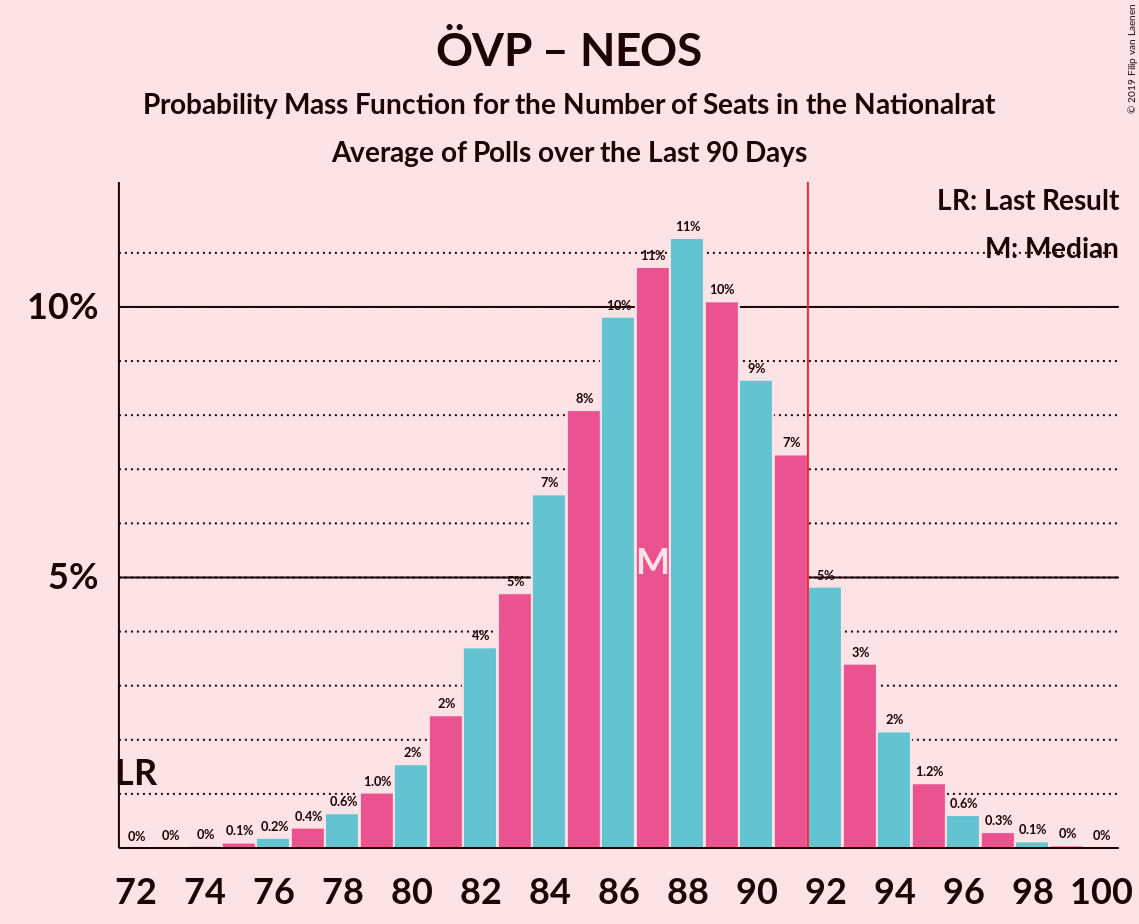 ÖVP – NEOS
Probability Mass Function for the Number of Seats in the Nationalrat
Average of Polls over the Last 90 Days
© 2019 Filip van Laenen
LR: Last Result
M: Median
10%
5%
LR
M
0% 0% 0% 0.1% 0.2% 0.4% 0.6% 1.0% 2% 2% 4% 5% 7% 8% 10% 11% 11% 10% 9% 7% 5% 3% 2% 1.2% 0.6% 0.3% 0.1% 0% 0%
72 74 76 78 80 82 84 86 88 90 92 94 96 98 100